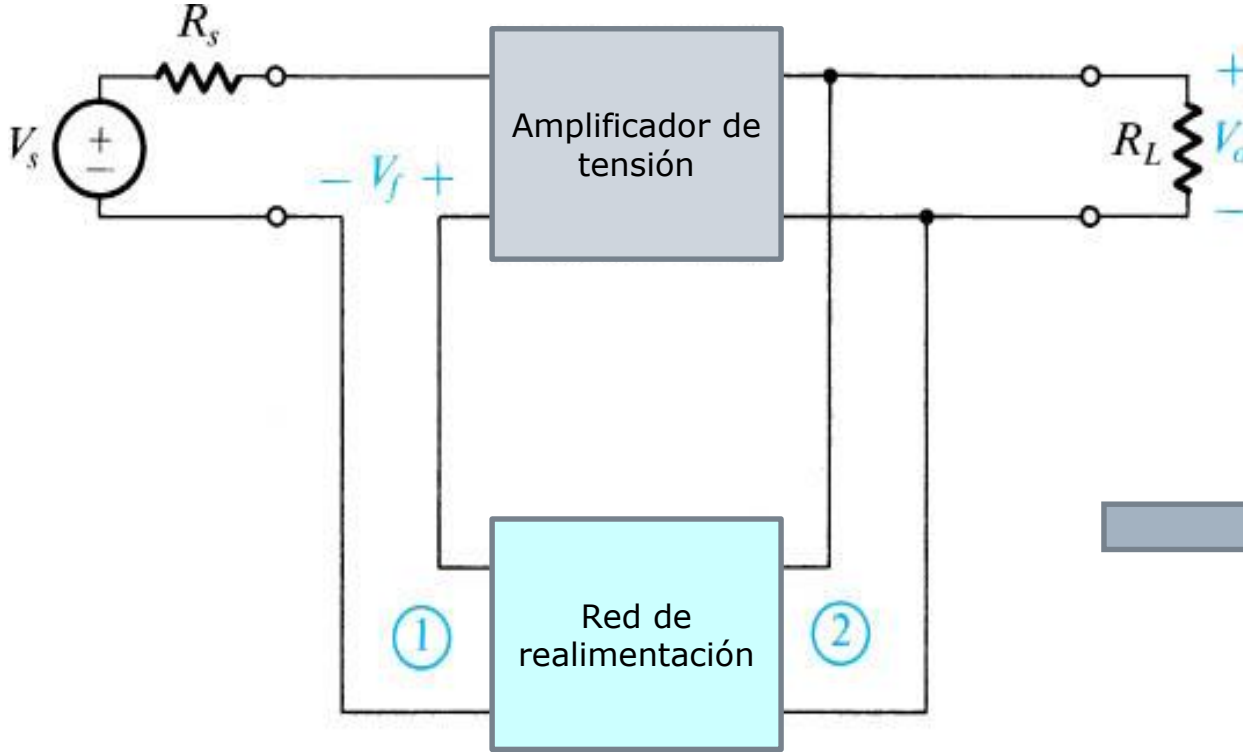 R_s
Amplificador de
tensión
V_s
+
−
− V_f +
R_L
+
V_o
−
Red de
realimentación
1
2